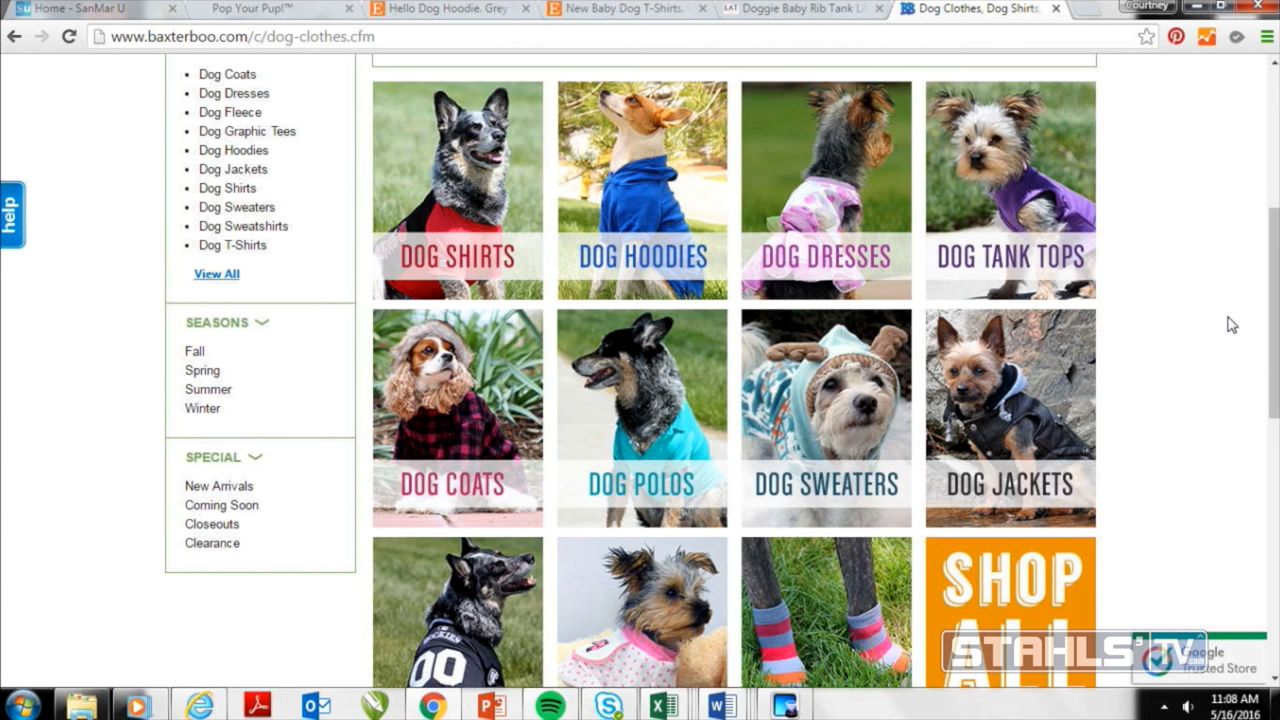 Home - SanMar U
Pop Your Pup!™
Hello Dog Hoodie. Grey
New Baby Dog T-Shirts.
LAT
Doggie Baby Rib Tank L
Dog Clothes, Dog Shirts,
Courtney
www.baxterboo.com/c/dog-clothes.cfm
help
Dog Coats
Dog Dresses
Dog Fleece
Dog Graphic Tees
Dog Hoodies
Dog Jackets
Dog Shirts
Dog Sweaters
Dog Sweatshirts
Dog T-Shirts
View All
SEASONS
Fall
Spring
Summer
Winter
SPECIAL
New Arrivals
Coming Soon
Closeouts
Clearance
DOG SHIRTS
DOG HOODIES
DOG DRESSES
DOG TANK TOPS
DOG COATS
DOG POLOS
DOG SWEATERS
DOG JACKETS
00
SHOP
ALL
STAHLS' TV
.com
Google
Trusted Store
11:08 AM
5/16/2016